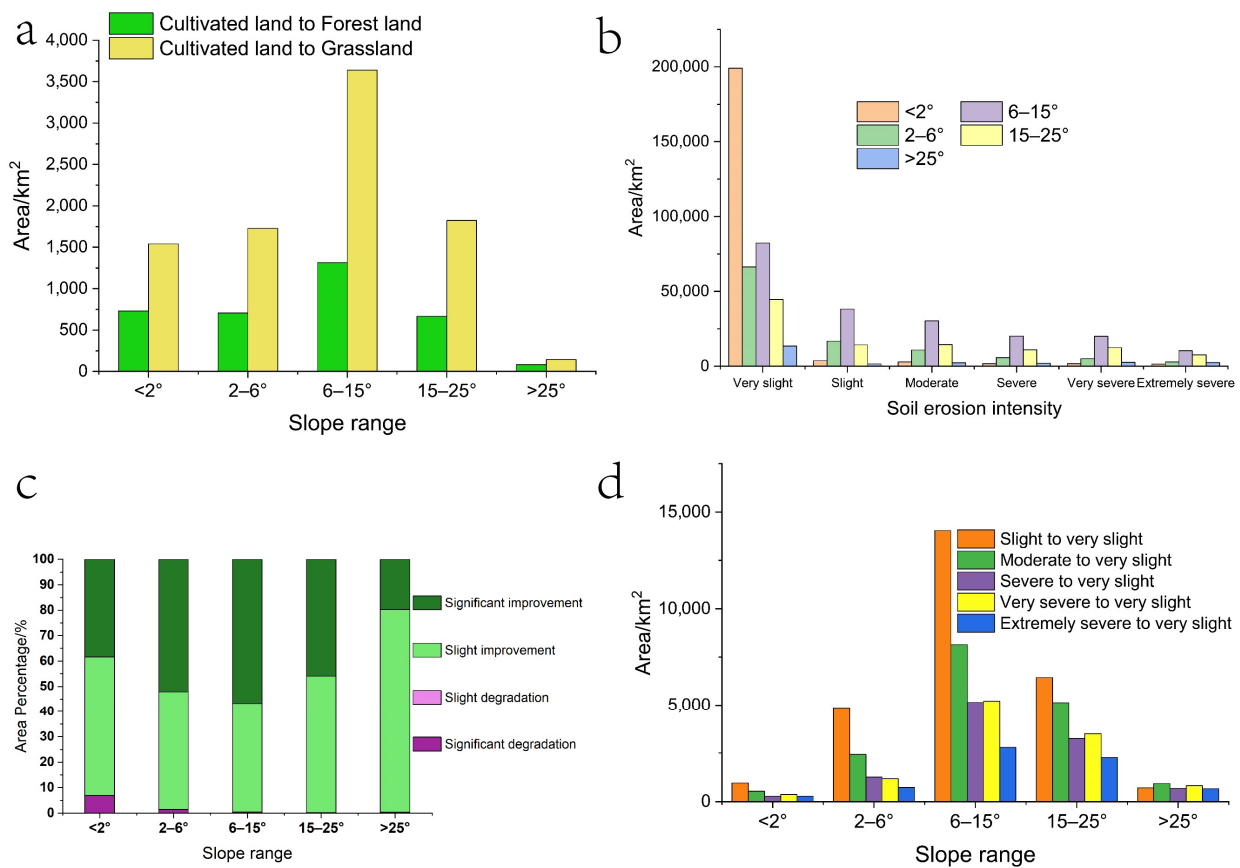 a
Cultivated land to Forest land
Cultivated land to Grassland
4,000
3,500
3,000
2,500
2,000
1,500
1,000
500
0
Area/km²
<2°
2–6°
6–15°
15–25°
>25°
Slope range
b
200,000
150,000
100,000
50,000
0
Area/km²
<2°
6–15°
2–6°
15–25°
>25°
Very slight
Slight
Moderate
Severe
Very severe
Extremely severe
Soil erosion intensity
c
100
90
80
70
60
50
40
30
20
10
0
Area Percentage/%
Significant improvement
Slight improvement
Slight degradation
Significant degradation
<2°
2–6°
6–15°
15–25°
>25°
Slope range
d
15,000
10,000
5,000
0
Area/km²
Slight to very slight
Moderate to very slight
Severe to very slight
Very severe to very slight
Extremely severe to very slight
<2°
2–6°
6–15°
15–25°
>25°
Slope range